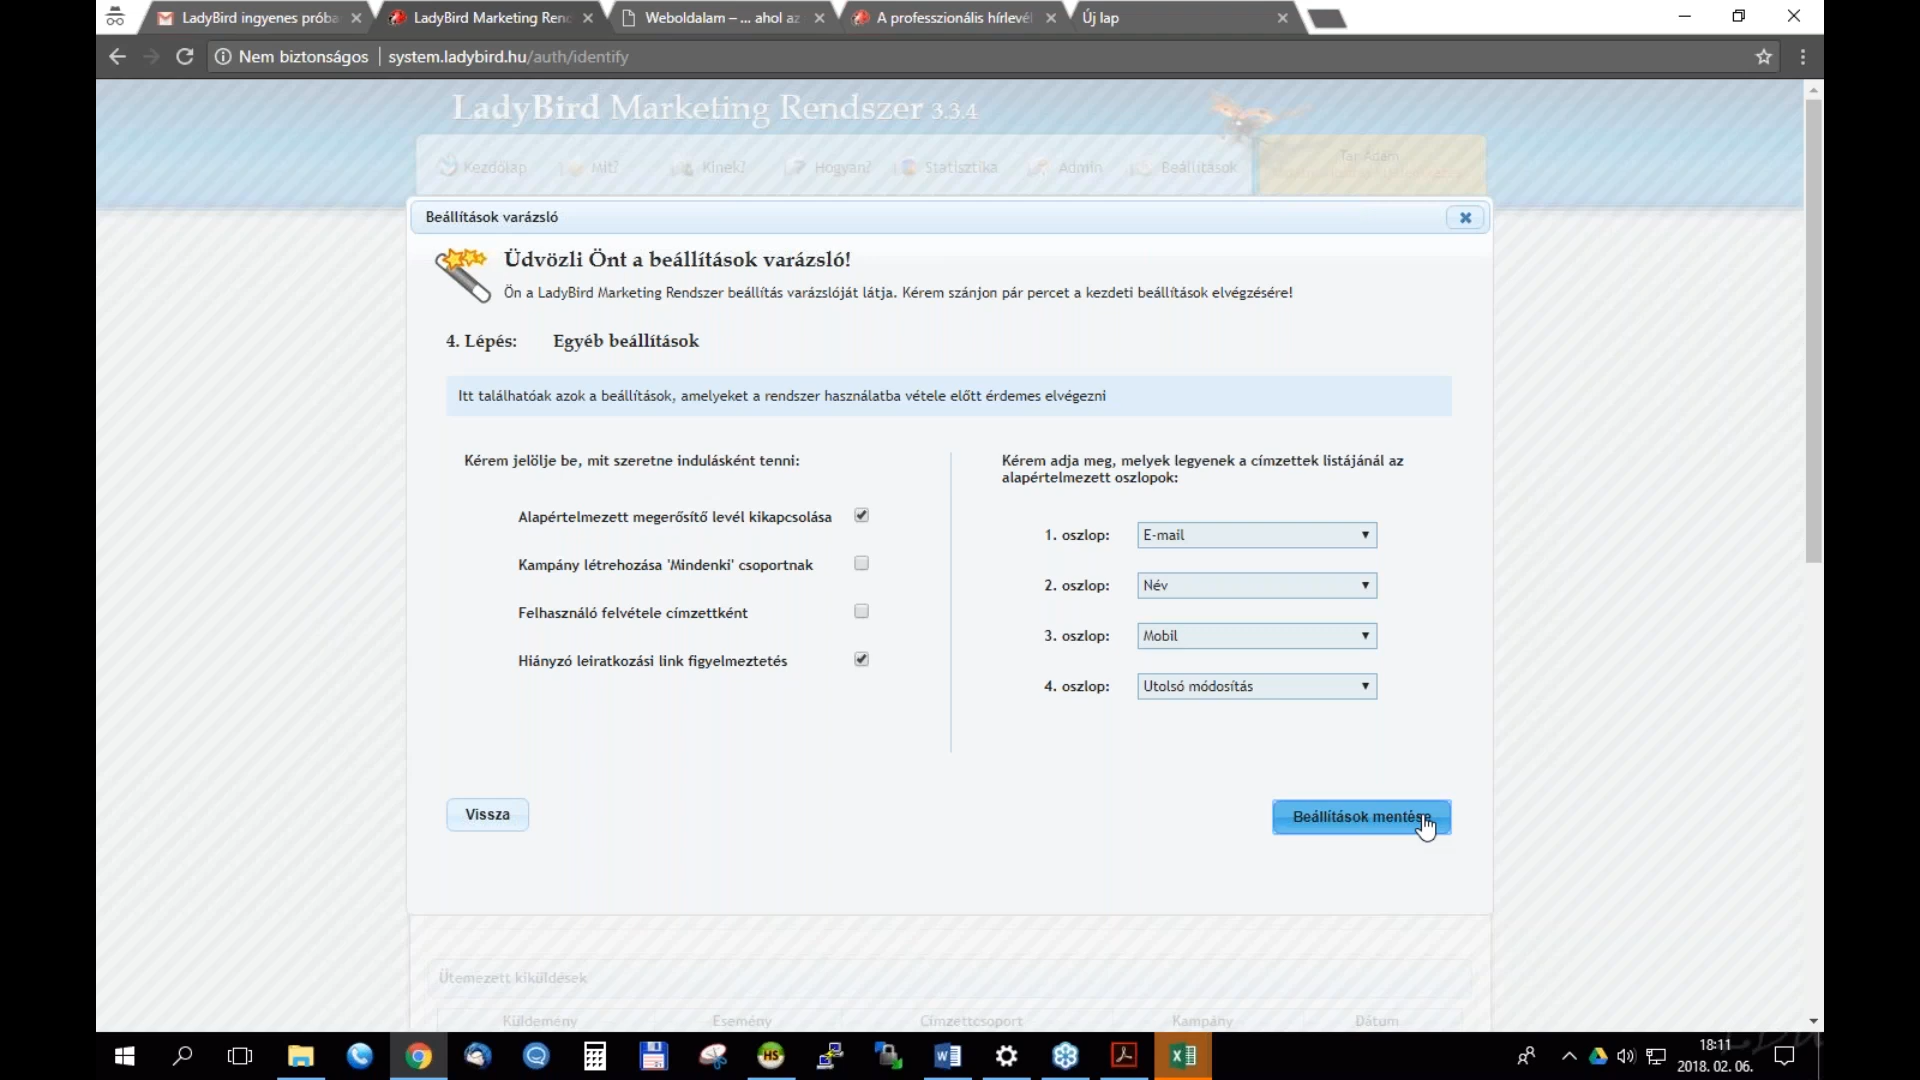 LadyBird ingyenes próba
LadyBird Marketing Rend
Weboldalam – ... ahol az
A professzionális hírlevél
Új lap
Nem biztonságos
system.ladybird.hu/auth/identify
LadyBird Marketing Rendszer 3.3.4
Kezdőlap
Mit?
Kinek?
Hogyan?
Statisztika
Admin
Beállítások
Tar Ádám
Beállítások varázsló
Üdvözli Önt a beállítások varázsló!
Ön a LadyBird Marketing Rendszer beállítás varázslóját látja. Kérem szánjon pár percet a kezdeti beállítások elvégzésére!
4. Lépés: Egyéb beállítások
Itt találhatóak azok a beállítások, amelyeket a rendszer használatba vétele előtt érdemes elvégezni
Kérem jelölje be, mit szeretne indulásként tenni:
Alapértelmezett megerősítő levél kikapcsolása
Kampány létrehozása 'Mindenki' csoportnak
Felhasználó felvétele címzettként
Hiányzó leiratkozási link figyelmeztetés
Kérem adja meg, melyek legyenek a címzettek listájánál az
alapértelmezett oszlopok:
1. oszlop: E-mail
2. oszlop: Név
3. oszlop: Mobil
4. oszlop: Utolsó módosítás
Vissza
Beállítások mentése
Ütemezett kiküldések
Küldemény Esemény Címzettcsoport Kampány Dátum
HS
18:11
2018. 02. 06.